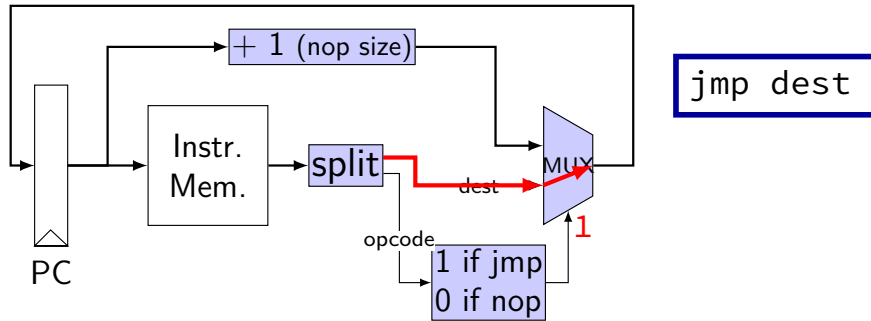 + 1 (nop size)
jmp dest
Instr.
Mem.
split
MUX
dest
1
opcode
1 if jmp
0 if nop
PC